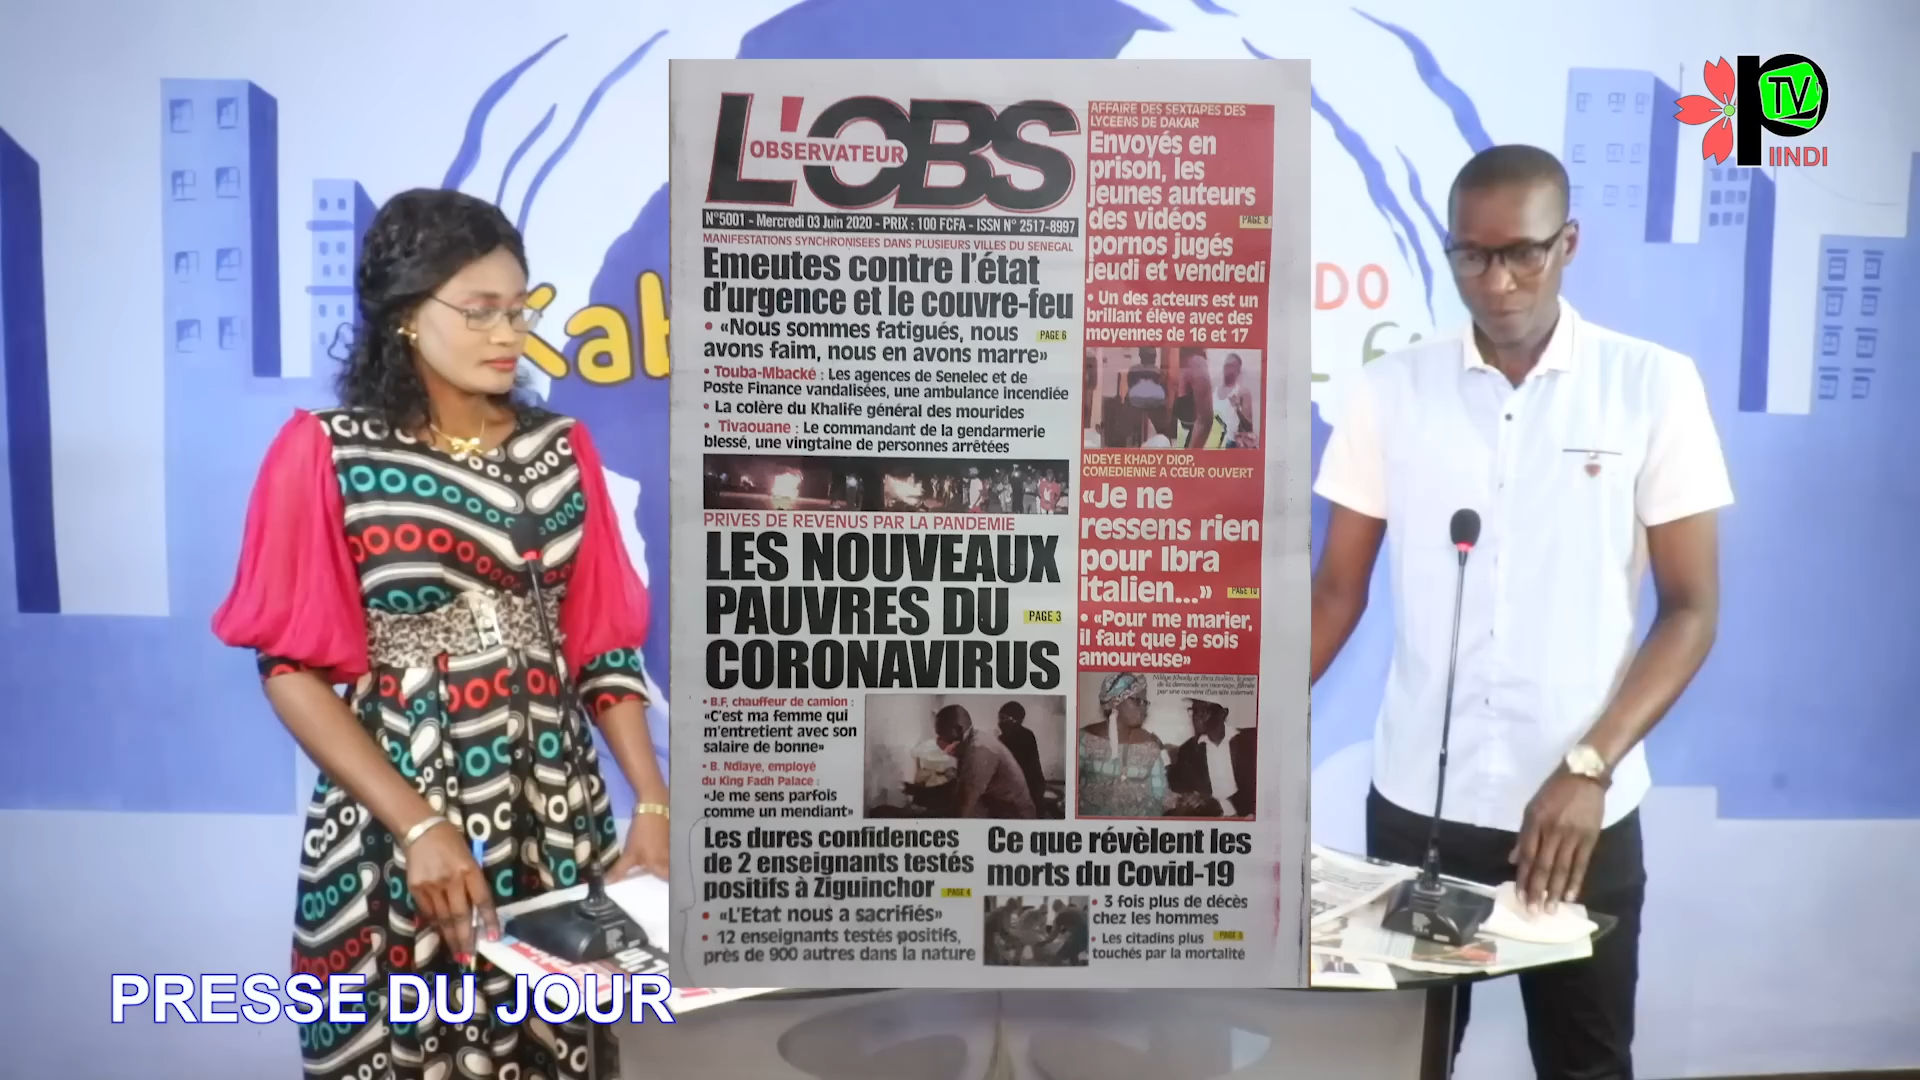 L'OBS
OBSERVATEUR
N°5001 - Mercredi 03 Juin 2020 - PRIX : 100 FCFA - ISSN N° 2517-8997
MANIFESTATIONS SYNCHRONISEES DANS PLUSIEURS VILLES DU SENEGAL
Emeutes contre l'état
d'urgence et le couvre-feu
• «Nous sommes fatigués, nous
avons faim, nous en avons marre»
PAGE 6
• Touba-Mbacké : Les agences de Senelec et de
Poste Finance vandalisées, une ambulance incendiée
• La colère du Khalife général des mourides
• Tivaouane : Le commandant de la gendarmerie
blessé, une vingtaine de personnes arrêtées
PRIVES DE REVENUS PAR LA PANDEMIE
LES NOUVEAUX
PAUVRES DU
CORONAVIRUS
PAGE 3
• B.F, chauffeur de camion :
«C'est ma femme qui
m'entretient avec son
salaire de bonne»
• B. Ndiaye, employé
du King Fadh Palace :
«Je me sens parfois
comme un mendiant»
Les dures confidences
de 2 enseignants testés
positifs à Ziguinchor
PAGE 4
• «L'Etat nous a sacrifiés»
• 12 enseignants testés positifs,
près de 900 autres dans la nature
Ce que révèlent les
morts du Covid-19
• 3 fois plus de décès
chez les hommes
• Les citadins plus
touchés par la mortalité
AFFAIRE DES SEXTAPES DES
LYCEENS DE DAKAR
Envoyés en
prison, les
jeunes auteurs
des vidéos
pornos jugés
jeudi et vendredi
PAGE 8
• Un des acteurs est un
brillant élève avec des
moyennes de 16 et 17
NDEYE KHADY DIOP,
COMEDIENNE A CŒUR OUVERT
«Je ne
ressens rien
pour Ibra
Italien...»
PAGE 10
• «Pour me marier,
il faut que je sois
amoureuse»
Kab
DO
TV
PIINDI
PRESSE DU JOUR